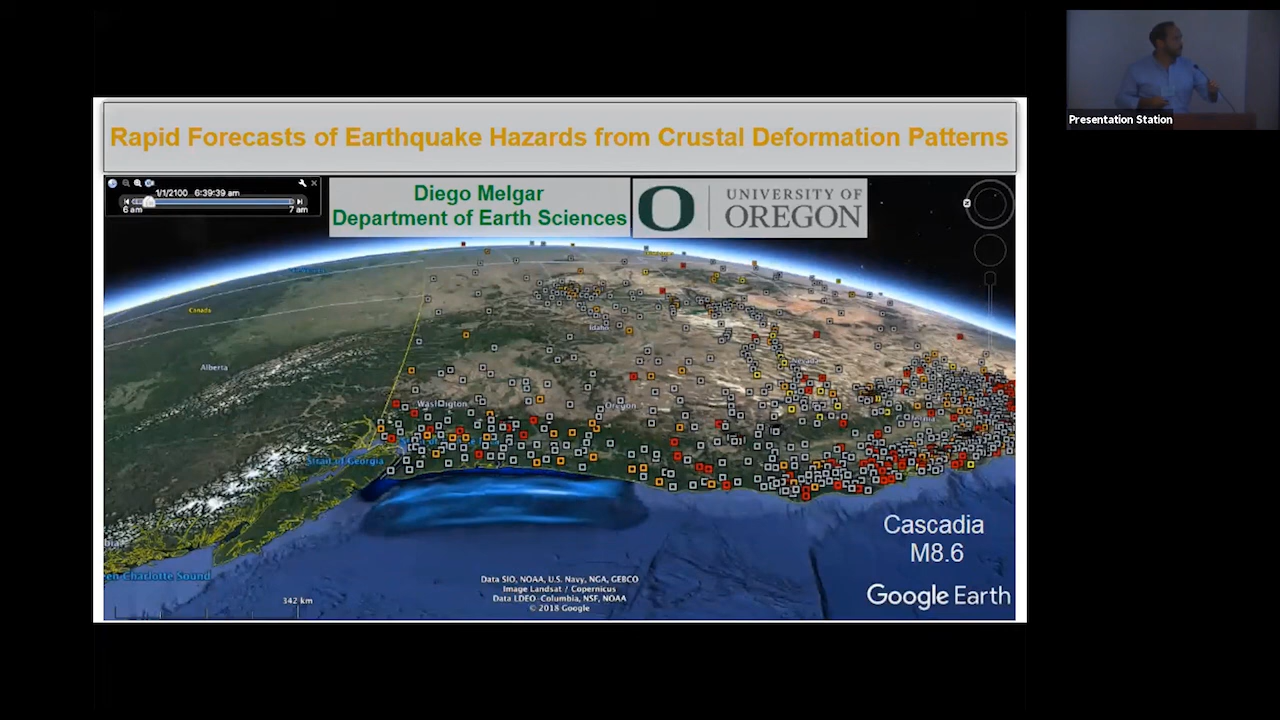 Rapid Forecasts of Earthquake Hazards from Crustal Deformation Patterns
Presentation Station
1/1/2100 6:39:39 am
6 am
7 am
Diego Melgar
Department of Earth Sciences
UNIVERSITY OF
OREGON
Canada
Alberta
Idaho
Nevada
Washington
Oregon
Strait of Georgia
Cascadia
M8.6
een Charlotte Sound
342 km
Data SIO, NOAA, U.S. Navy, NGA, GEBCO
Image Landsat / Copernicus
Data LDEO-Columbia, NSF, NOAA
© 2018 Google
Google Earth